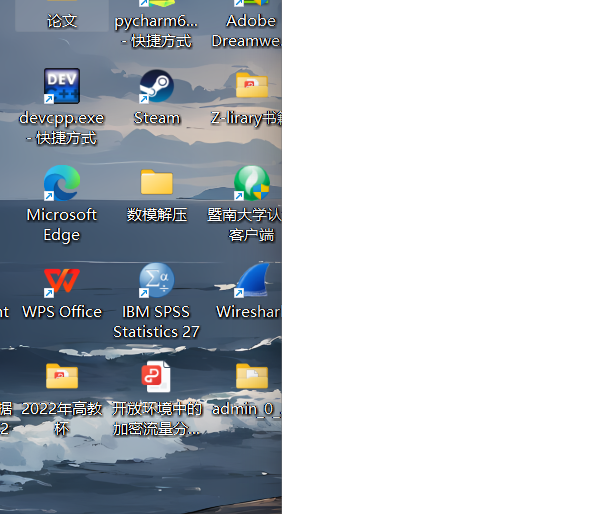 论文
pycharm6...
- 快捷方式
Adobe
Dreamwe...
DEV
C++
devcpp.exe
- 快捷方式
Steam
Z-lirary书籍
Microsoft
Edge
数模解压
暨南大学认
客户端
nt
WPS Office
Σα
÷
IBM SPSS
Statistics 27
Wireshark
据
2
2022年高教
杯
开放环境中的
加密流量分...
admin_0_